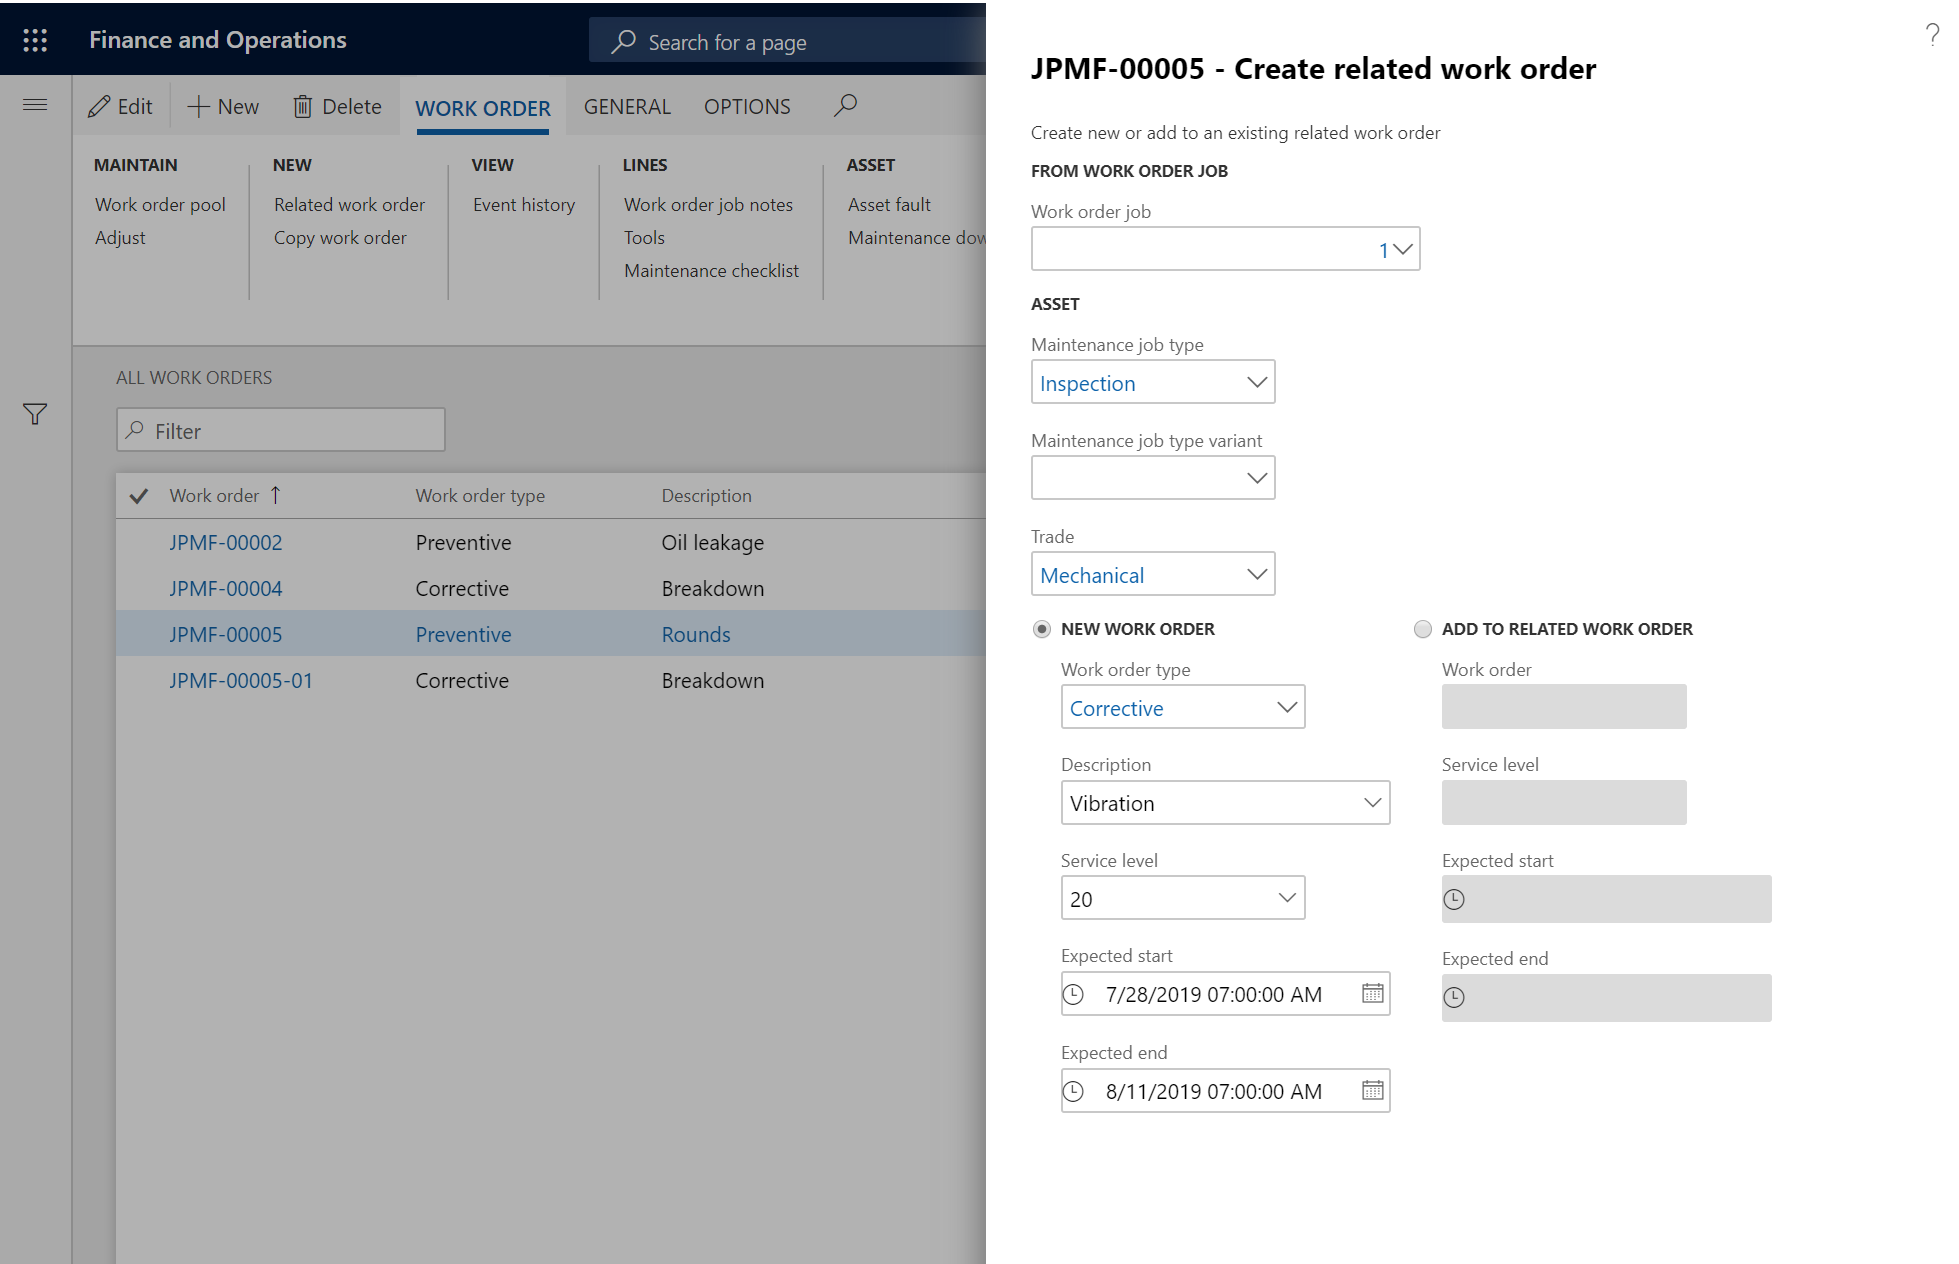 Finance and Operations
Search for a page
Edit
New
Delete
WORK ORDER
GENERAL
OPTIONS
MAINTAIN
Work order pool
Adjust
NEW
Related work order
Copy work order
VIEW
Event history
LINES
Work order job notes
Tools
Maintenance checklist
ASSET
Asset fault
Maintenance dow
ALL WORK ORDERS
Filter
Work order ↑ Work order type Description
JPMF-00002 Preventive Oil leakage
JPMF-00004 Corrective Breakdown
JPMF-00005 Preventive Rounds
JPMF-00005-01 Corrective Breakdown
?
JPMF-00005 - Create related work order
Create new or add to an existing related work order
FROM WORK ORDER JOB
Work order job
1
ASSET
Maintenance job type
Inspection
Maintenance job type variant
Trade
Mechanical
NEW WORK ORDER
Work order type
Corrective
Description
Vibration
Service level
20
Expected start
7/28/2019 07:00:00 AM
Expected end
8/11/2019 07:00:00 AM
ADD TO RELATED WORK ORDER
Work order
Service level
Expected start
Expected end